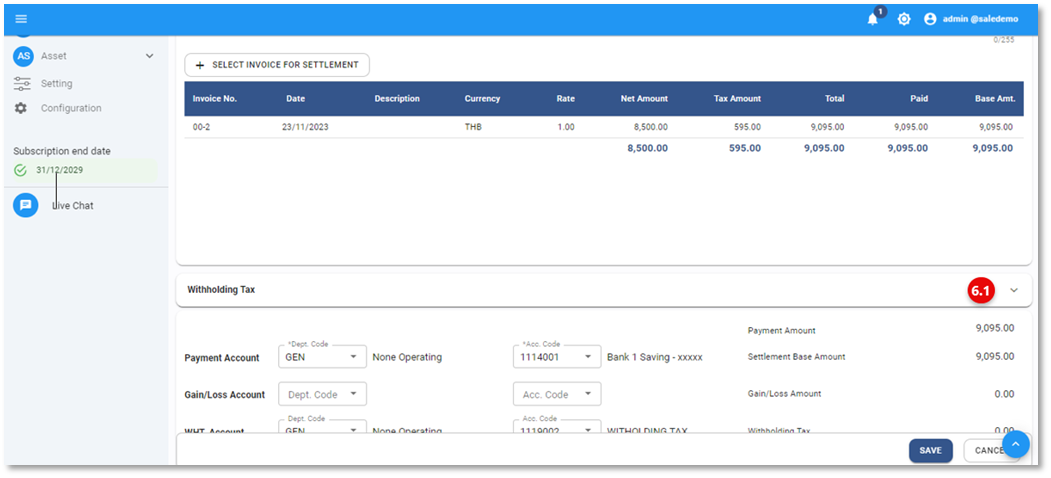 1
admin @saledemo
AS Asset
Setting
Configuration
Subscription end date
31/12/2029
Live Chat
0/255
+ SELECT INVOICE FOR SETTLEMENT
Invoice No. Date Description Currency Rate Net Amount Tax Amount Total Paid Base Amt.
00-2 23/11/2023 THB 1.00 8,500.00 595.00 9,095.00 9,095.00 9,095.00
8,500.00 595.00 9,095.00 9,095.00 9,095.00
Withholding Tax 6.1
Payment Amount 9,095.00
*Dept. Code *Acc. Code
Payment Account GEN None Operating 1114001 Bank 1 Saving - xxxxx Settlement Base Amount 9,095.00
Gain/Loss Account Dept. Code Acc. Code Gain/Loss Amount 0.00
Dept. Code Acc. Code
WHT. Account GEN None Operating 1119002 WITHOLDING TAX Withholding Tax 0.00
SAVE CANCE